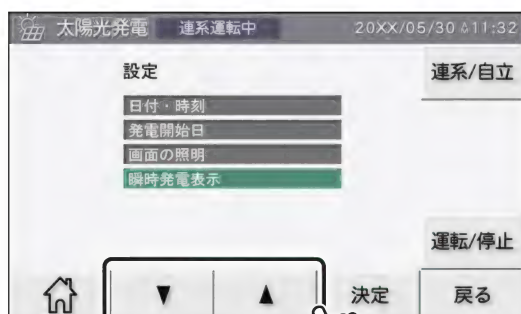 太陽光発電 連系運転中 20XX/05/30 11:32
設定
連系/自立
日付・時刻
発電開始日
画面の照明
瞬時発電表示
運転/停止
▼ ▲ 決定 戻る